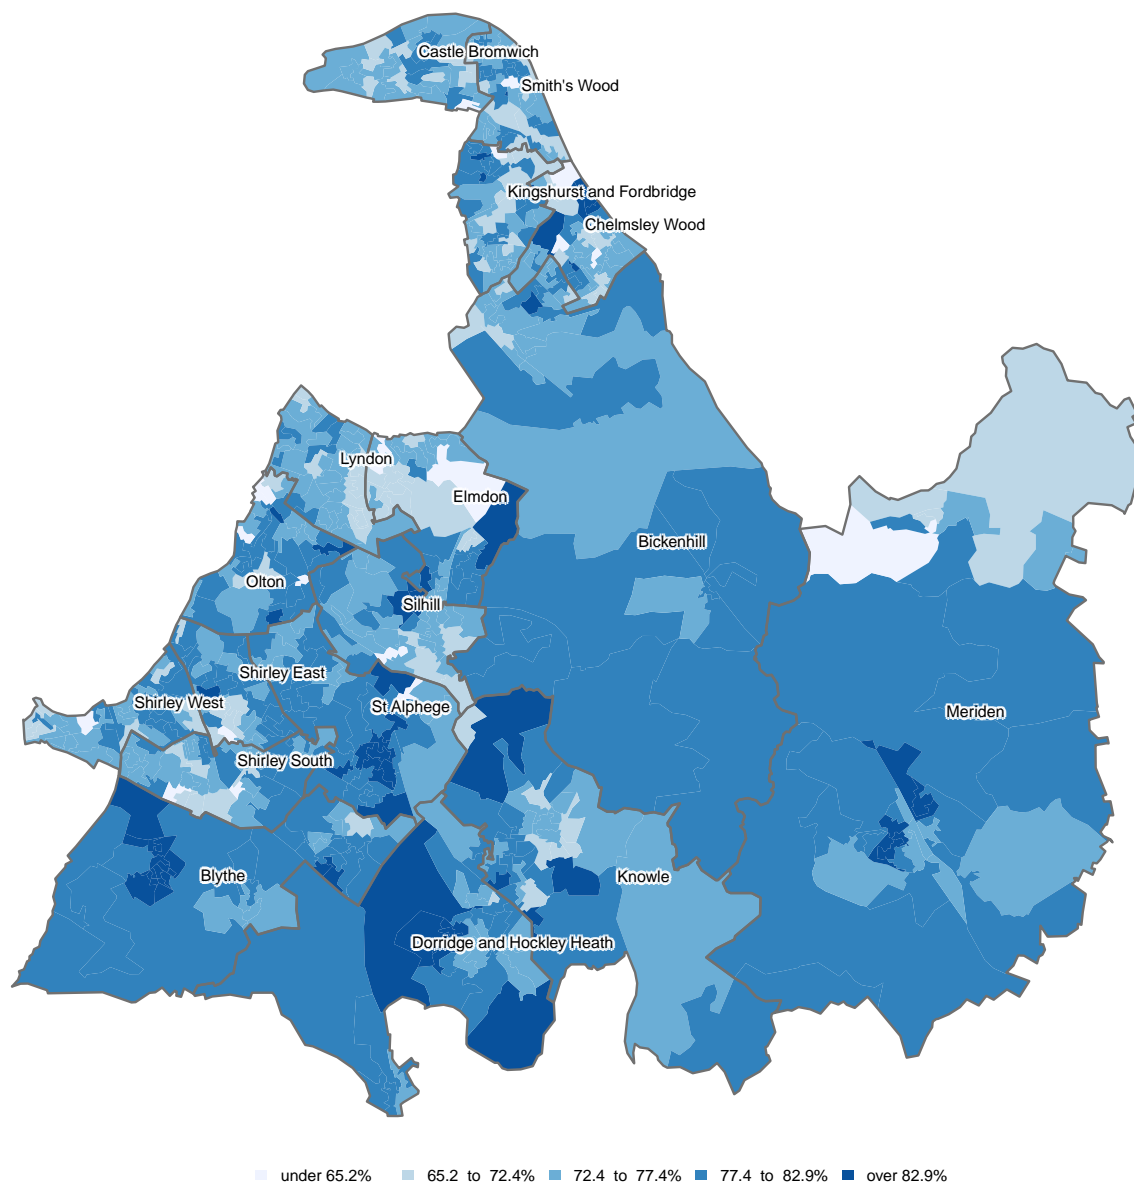 Castle Bromwich
Smith's Wood
Kingshurst and Fordbridge
Chelmsley Wood
Lyndon
Elmdon
Bickenhill
Olton
Silhill
Shirley East
Shirley West
St Alphege
Meriden
Shirley South
Blythe
Knowle
Dorridge and Hockley Heath
under 65.2% 65.2 to 72.4% 72.4 to 77.4% 77.4 to 82.9% over 82.9%